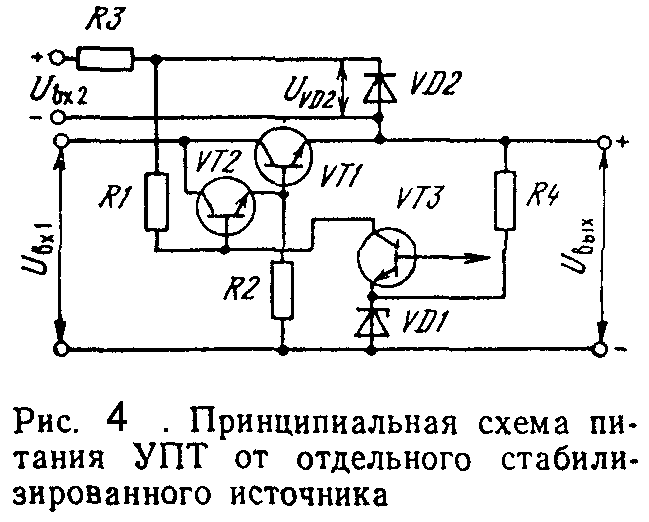 R3
+
Uвх2
UVD2
VD2
-
+
VT2
VT1
R1
VT3
R4
Uвх1
Uвых
R2
VD1
-
Рис. 4 . Принципиальная схема пи-
тания УПТ от отдельного стабили-
зированного источника